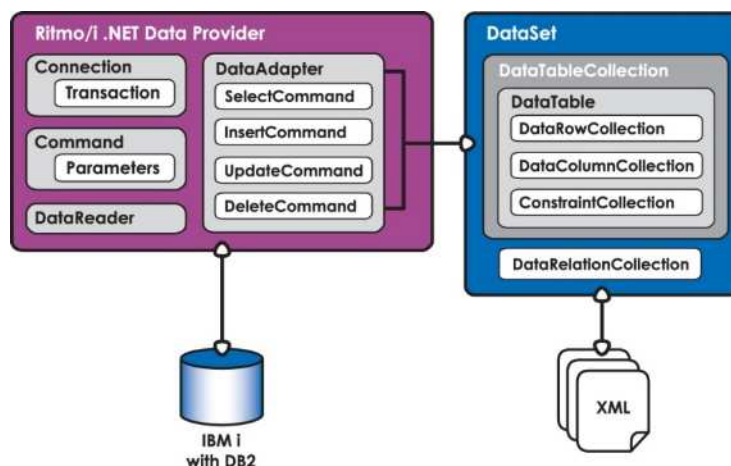 Ritmo/i .NET Data Provider
Connection
Transaction
Command
Parameters
DataReader
DataAdapter
SelectCommand
InsertCommand
UpdateCommand
DeleteCommand
DataSet
DataTableCollection
DataTable
DataRowCollection
DataColumnCollection
ConstraintCollection
DataRelationCollection
IBM i
with DB2
XML